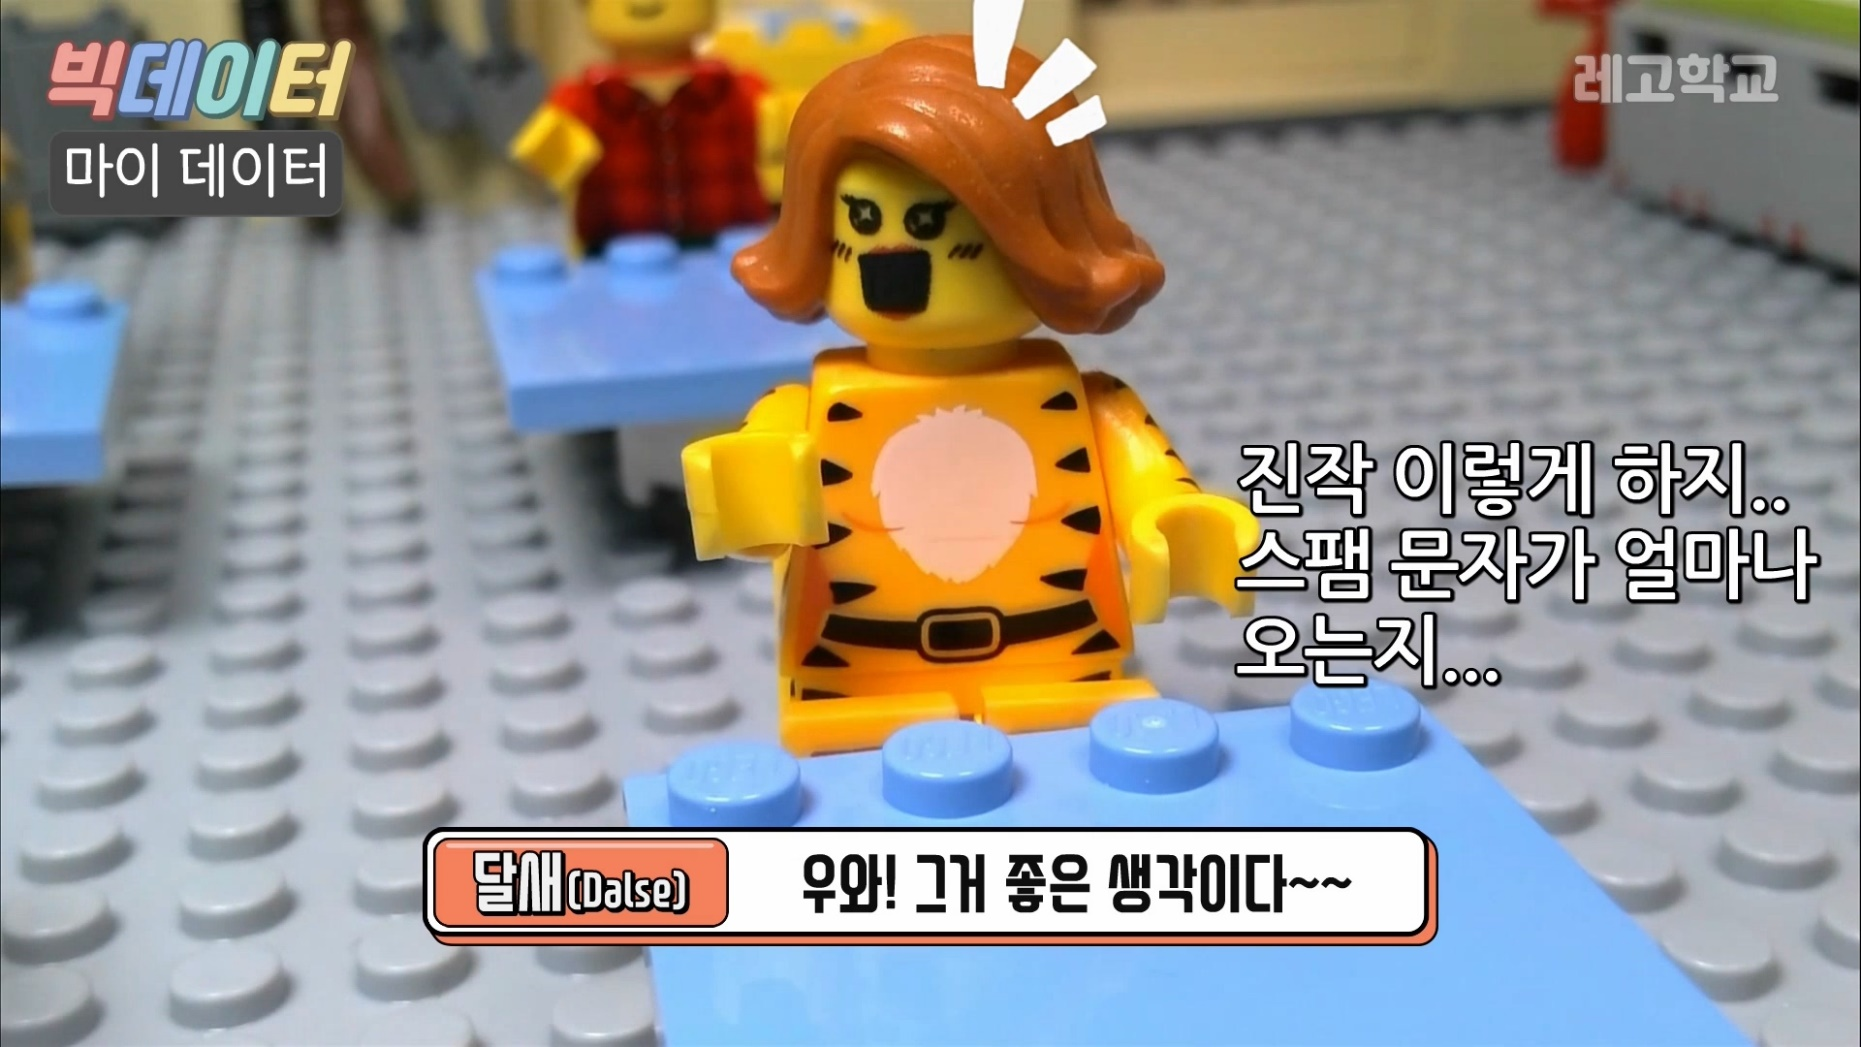 빅데이터
마이 데이터
레고학교
진작 이렇게 하지..
스팸 문자가 얼마나
오는지...
달새(Dalse) 우와! 그거 좋은 생각이다~~